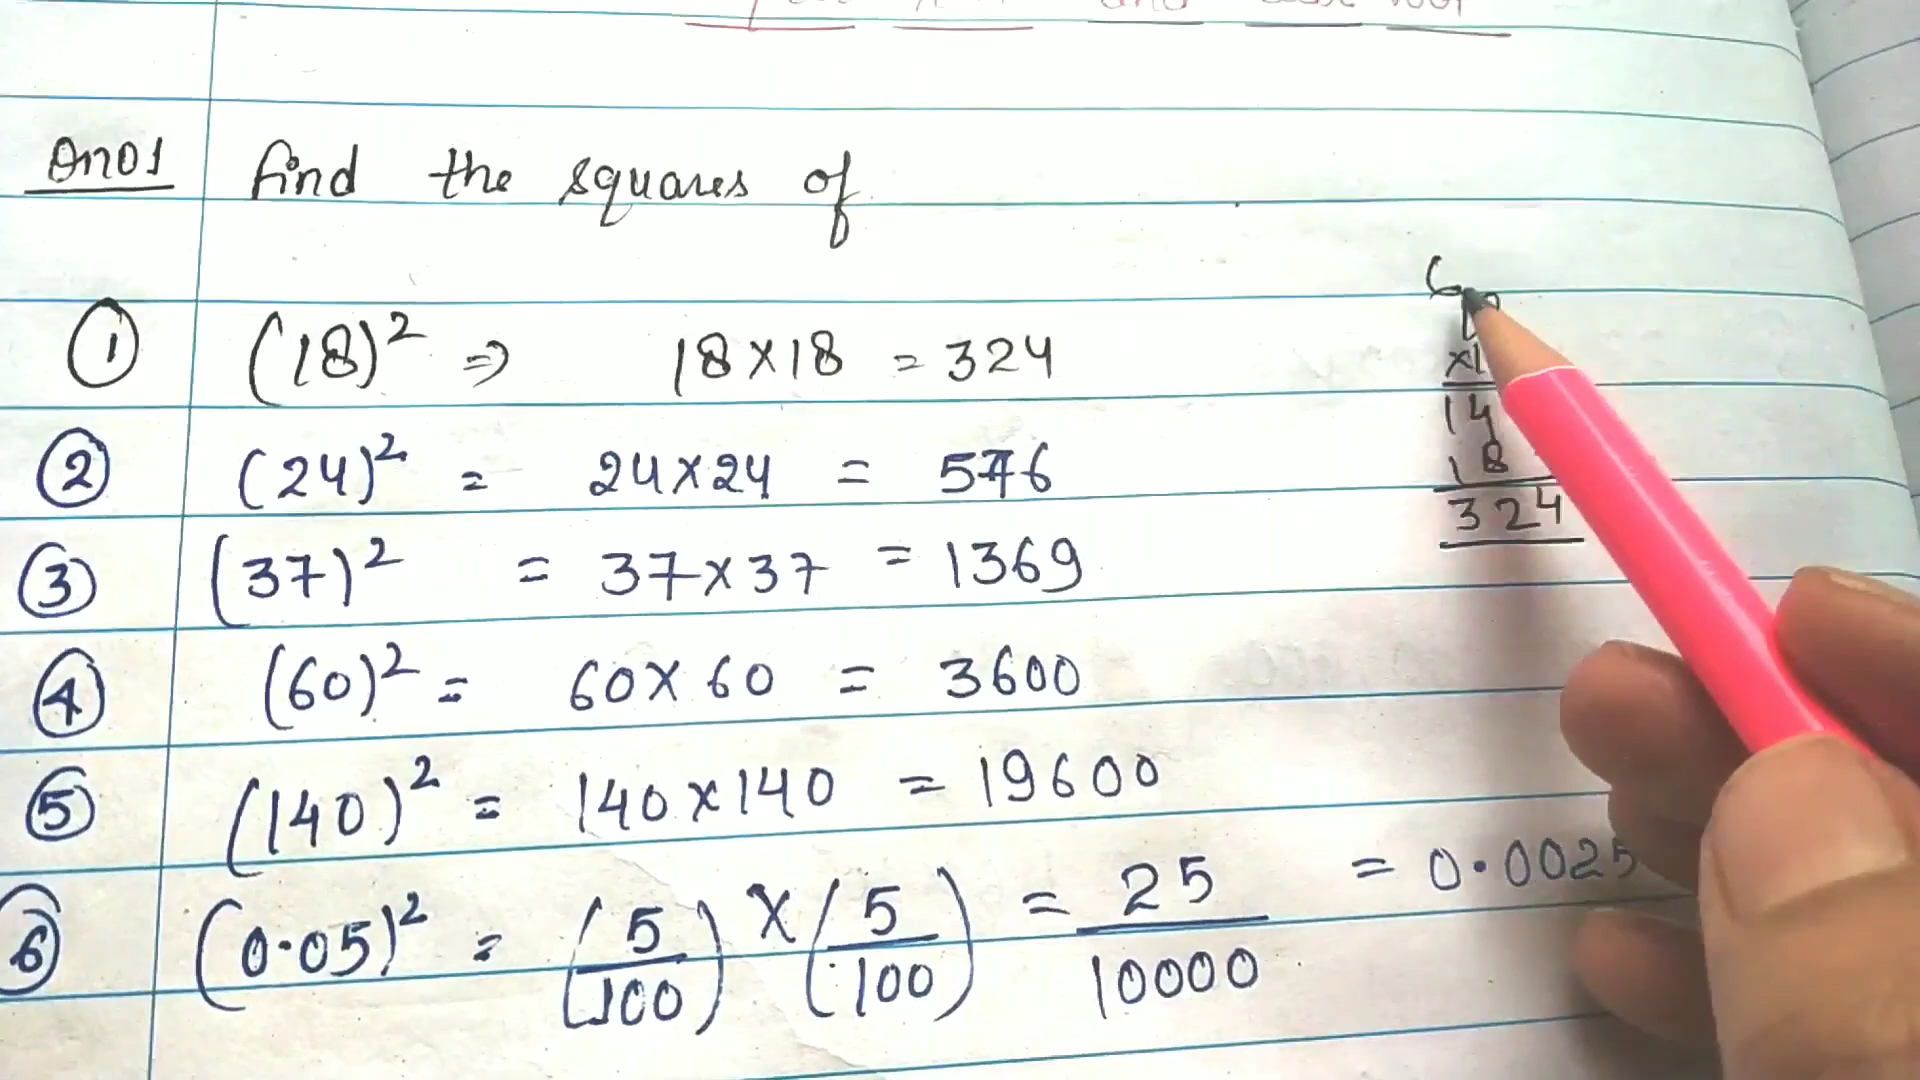 Qno1 find the squares of
① (18)² ⇒ 18×18 = 324
② (24)² = 24×24 = 576
③ (37)² = 37×37 = 1369
④ (60)² = 60×60 = 3600
⑤ (140)² = 140×140 = 19600
⑥ (0.05)² = (5/100) × (5/100) = 25/10000 = 0.0025
6
×1
14
18
324